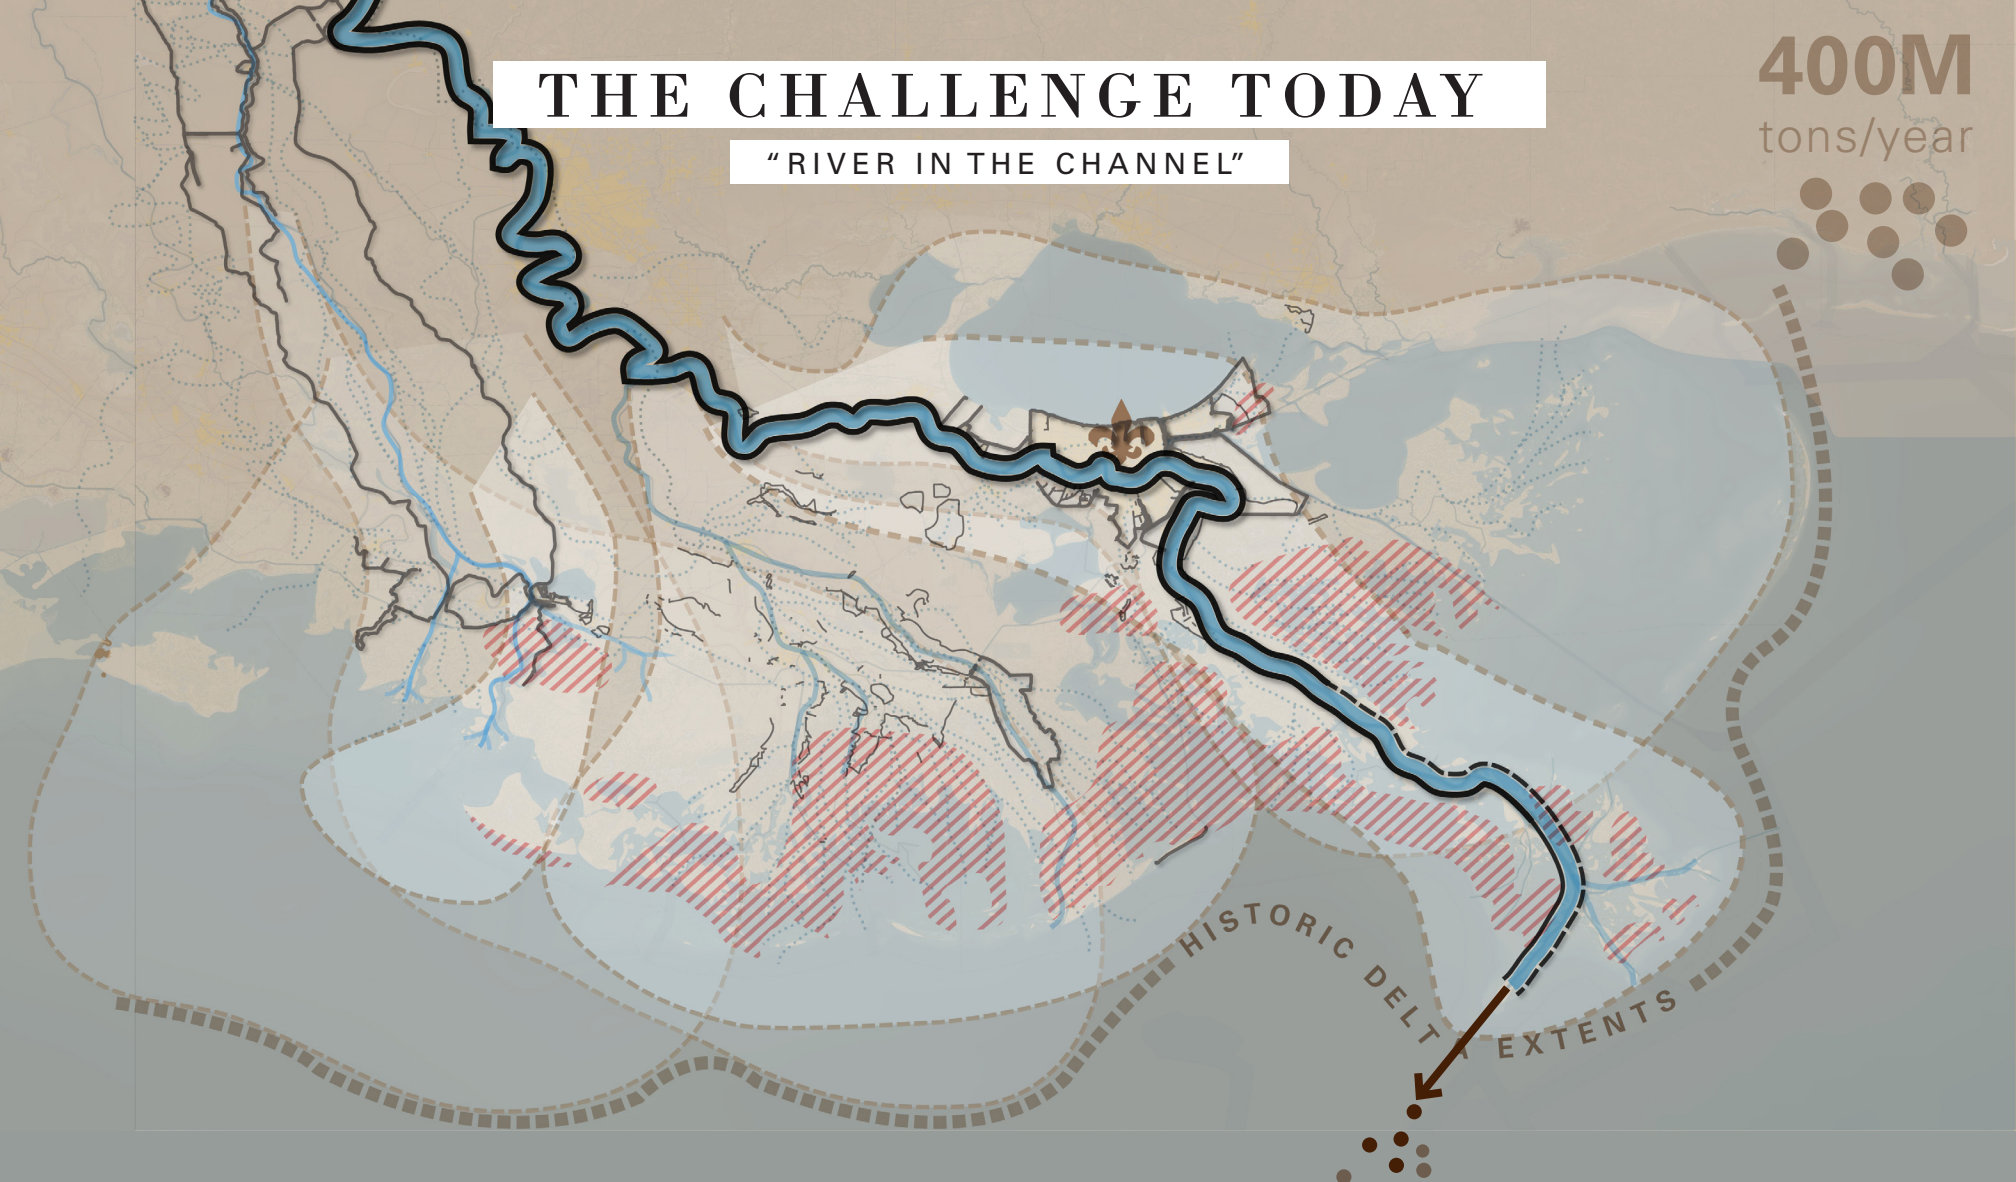 THE CHALLENGE TODAY
“RIVER IN THE CHANNEL”
400M
tons/year
HISTORIC DELTA EXTENTS